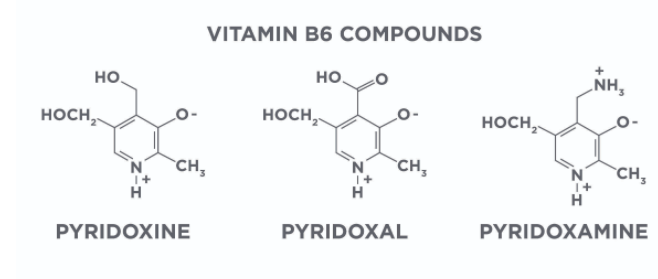 VITAMIN B6 COMPOUNDS
HO
HOCH2
O-
CH3
N+
H
PYRIDOXINE
HO O
HOCH2
O-
CH3
N+
H
PYRIDOXAL
+
NH3
HOCH2
O-
CH3
N+
H
PYRIDOXAMINE